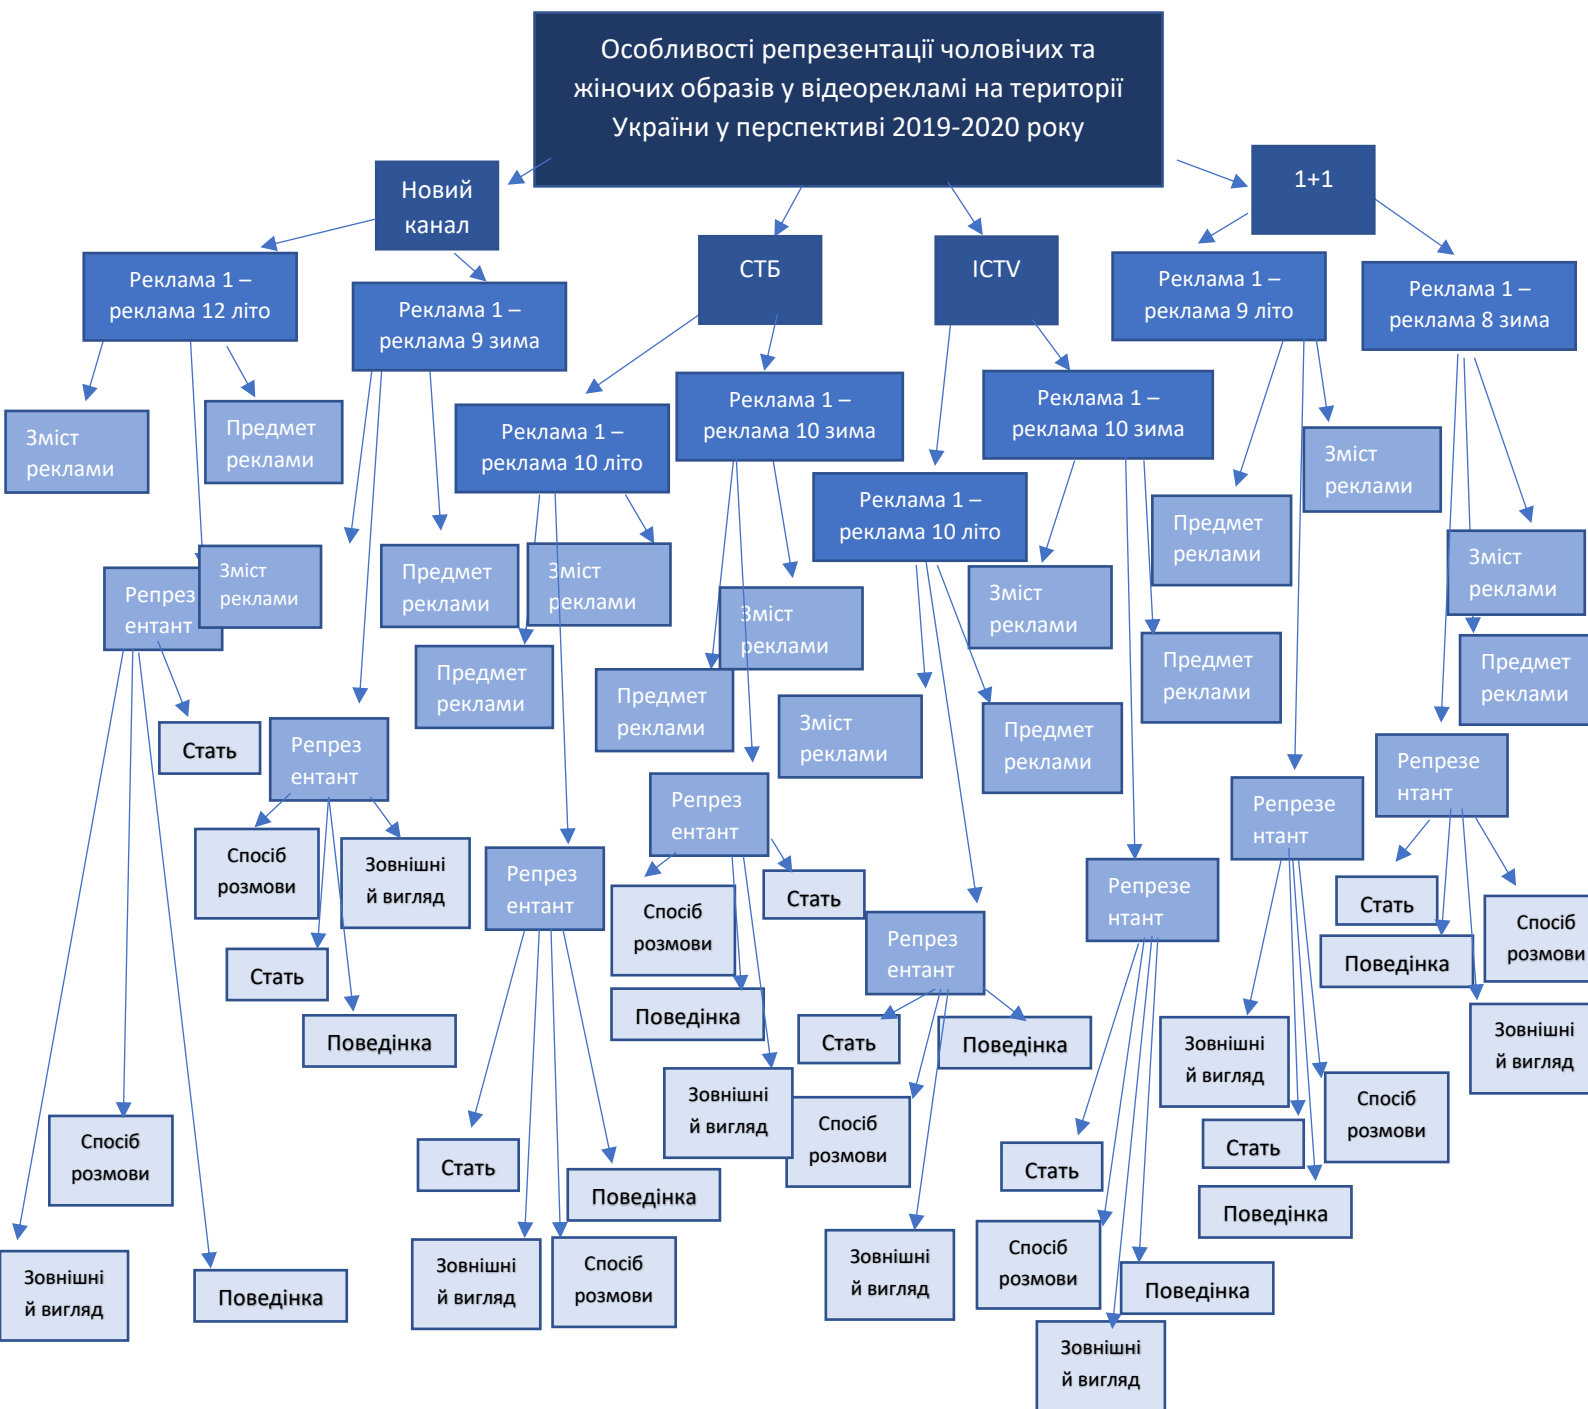 Особливості репрезентації чоловічих та
жіночих образів у відеорекламі на території
України у перспективі 2019-2020 року
Новий
канал
1+1
СТБ
ICTV
Реклама 1 –
реклама 12 літо
Реклама 1 –
реклама 9 зима
Реклама 1 –
реклама 9 літо
Реклама 1 –
реклама 8 зима
Реклама 1 –
реклама 10 літо
Реклама 1 –
реклама 10 зима
Реклама 1 –
реклама 10 літо
Реклама 1 –
реклама 10 зима
Зміст
реклами
Предмет
реклами
Зміст
реклами
Предмет
реклами
Репрез
ентант
Зміст
реклами
Предмет
реклами
Зміст
реклами
Зміст
реклами
Зміст
реклами
Зміст
реклами
Предмет
реклами
Предмет
реклами
Зміст
реклами
Предмет
реклами
Предмет
реклами
Предмет
реклами
Стать
Репрез
ентант
Репрез
ентант
Репрезе
нтант
Репрезе
нтант
Спосіб
розмови
Зовнішні
й вигляд
Репрез
ентант
Спосіб
розмови
Стать
Репрез
ентант
Репрезе
нтант
Стать
Спосіб
розмови
Стать
Поведінка
Поведінка
Поведінка
Стать
Поведінка
Зовнішні
й вигляд
Зовнішні
й вигляд
Спосіб
розмови
Стать
Поведінка
Зовнішні
й вигляд
Спосіб
розмови
Стать
Стать
Спосіб
розмови
Поведінка
Зовнішні
й вигляд
Поведінка
Зовнішні
й вигляд
Спосіб
розмови
Зовнішні
й вигляд
Спосіб
розмови
Поведінка
Зовнішні
й вигляд